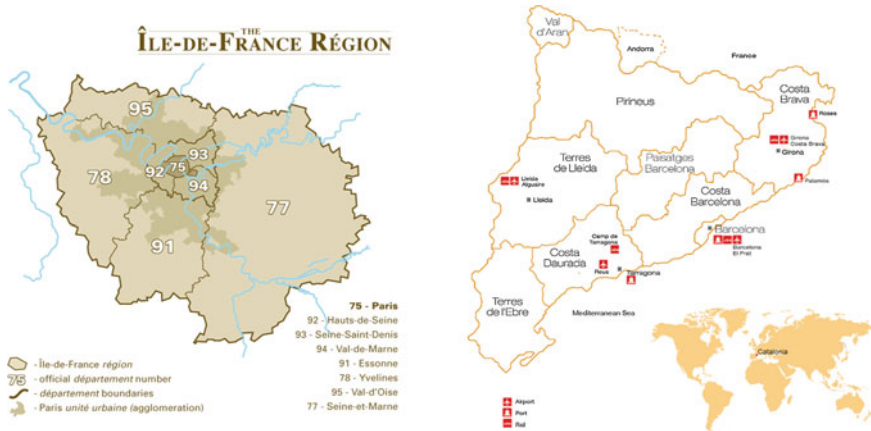 THE
ÎLE-DE-FRANCE RÉGION
95
93
92
75
94
78
77
91
75 - Paris
92 - Hauts-de-Seine
93 - Seine-Saint-Denis
94 - Val-de-Marne
91 - Essonne
78 - Yvelines
95 - Val-d'Oise
77 - Seine-et-Marne
- Île-de-France région
75 - official département number
- département boundaries
- Paris unité urbaine (agglomeration)
Val
d'Aran
Andorra
France
Pirineus
Costa
Brava
Roses
Girona
Costa Brava
Girona
Palamós
Terres
de Lleida
Paisatges
Barcelona
Lleida
Alguaire
Lleida
Costa
Barcelona
Barcelona
Barcelona
El Prat
Camp de
Tarragona
Costa
Daurada
Reus
Tarragona
Terres
de l'Ebre
Mediterranean Sea
Catalonia
Airport
Port
Rail